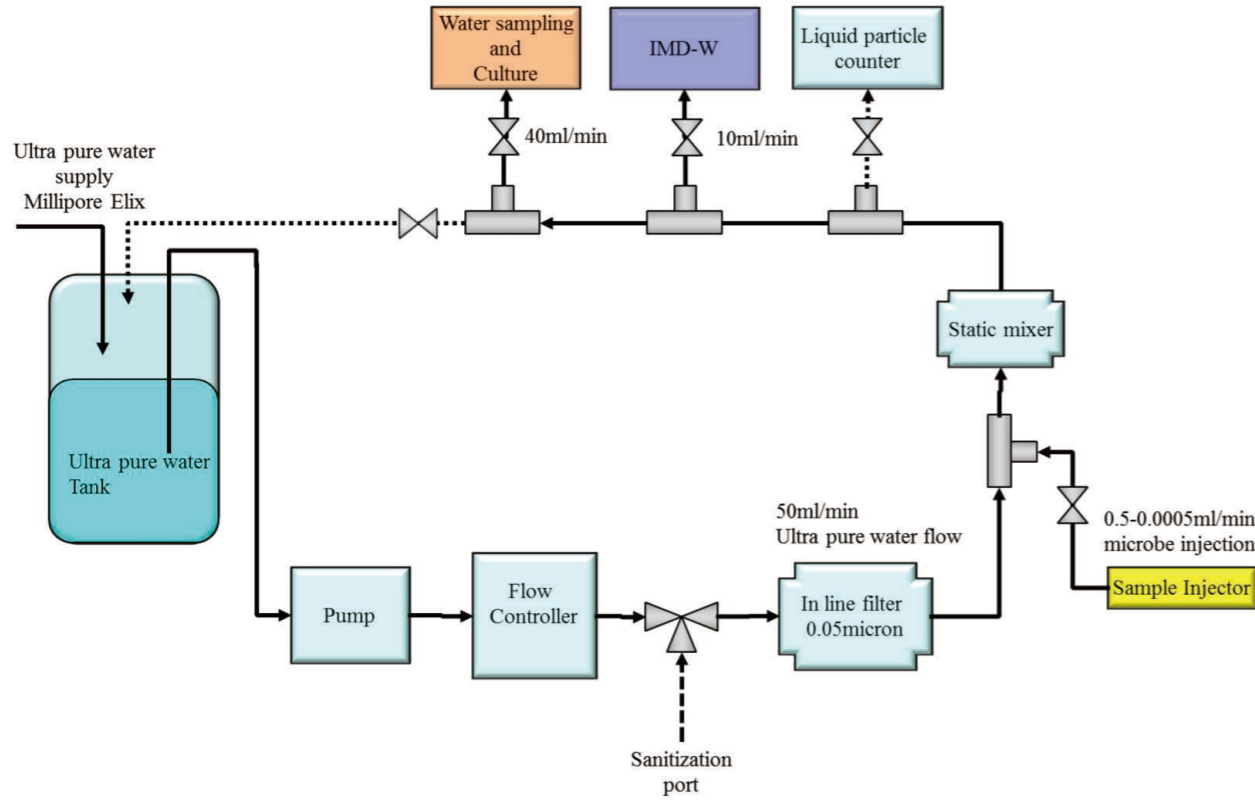 Water sampling
and
Culture
IMD-W
Liquid particle
counter
40ml/min
10ml/min
Ultra pure water
supply
Millipore Elix
Static mixer
Ultra pure water
Tank
50ml/min
Ultra pure water flow
0.5-0.0005ml/min
microbe injection
Sample Injector
Pump
Flow
Controller
In line filter
0.05micron
Sanitization
port